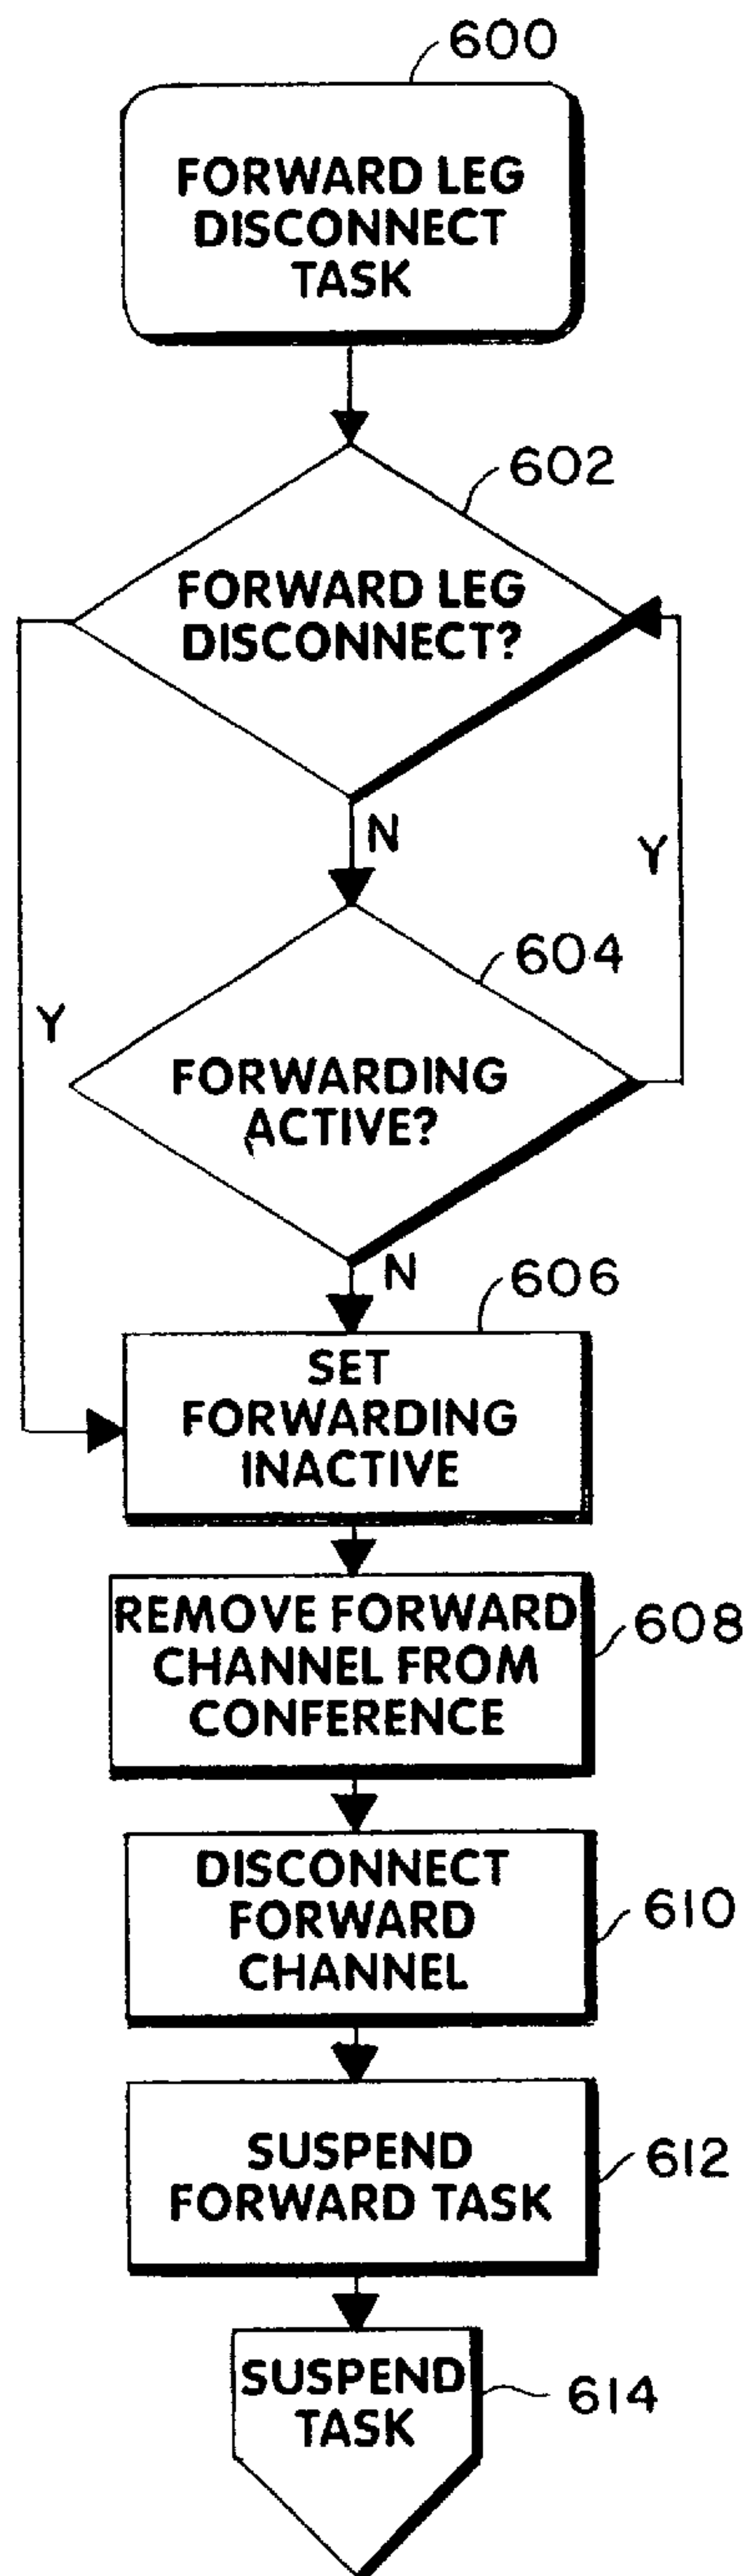 600
FORWARD LEG
DISCONNECT
TASK
602
FORWARD LEG
DISCONNECT?
N
Y
604
Y
FORWARDING
ACTIVE?
N
606
SET
FORWARDING
INACTIVE
REMOVE FORWARD
CHANNEL FROM
CONFERENCE
608
DISCONNECT
FORWARD
CHANNEL
610
SUSPEND
FORWARD TASK
612
SUSPEND
TASK
614